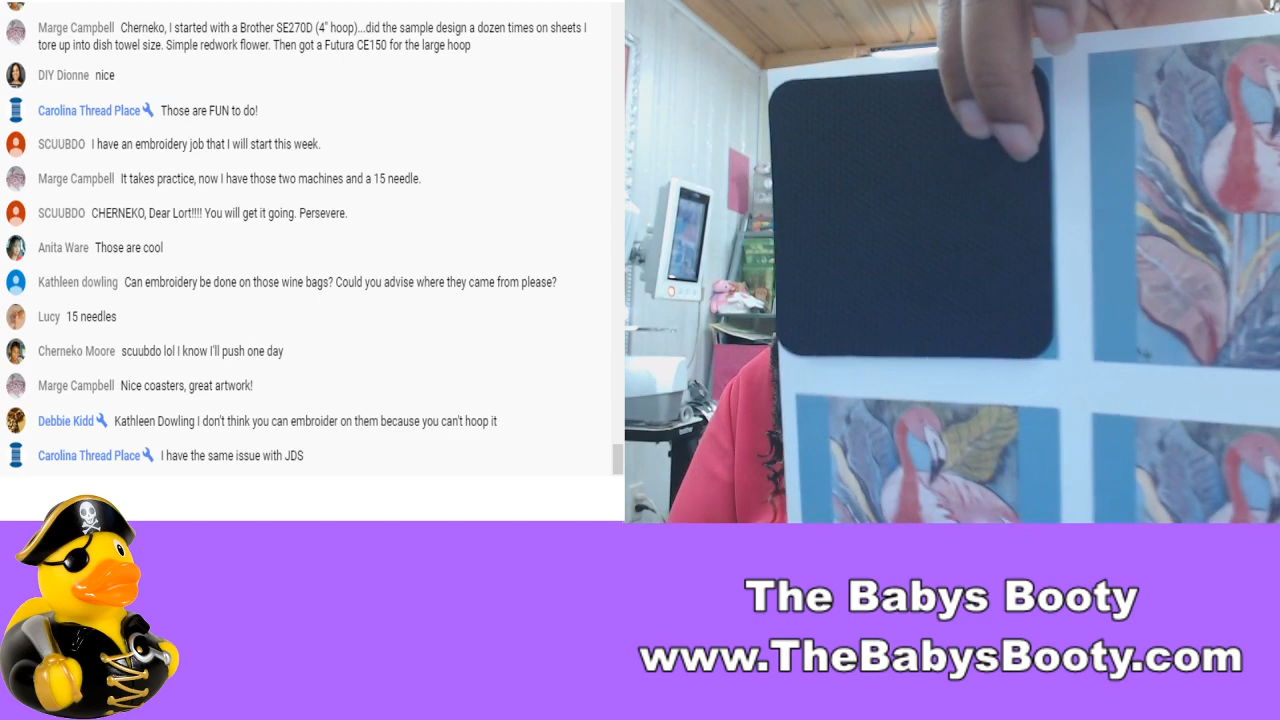 Marge Campbell Cherneko, I started with a Brother SE270D (4" hoop)...did the sample design a dozen times on sheets I
tore up into dish towel size. Simple redwork flower. Then got a Futura CE150 for the large hoop
DIY Dionne nice
Carolina Thread Place Those are FUN to do!
SCUUBDO I have an embroidery job that I will start this week.
Marge Campbell It takes practice, now I have those two machines and a 15 needle.
SCUUBDO CHERNEKO, Dear Lort!!!! You will get it going. Persevere.
Anita Ware Those are cool
Kathleen dowling Can embroidery be done on those wine bags? Could you advise where they came from please?
Lucy 15 needles
Cherneko Moore scuubdo lol I know I'll push one day
Marge Campbell Nice coasters, great artwork!
Debbie Kidd Kathleen Dowling I don't think you can embroider on them because you can't hoop it
Carolina Thread Place I have the same issue with JDS
The Babys Booty
www.TheBabysBooty.com